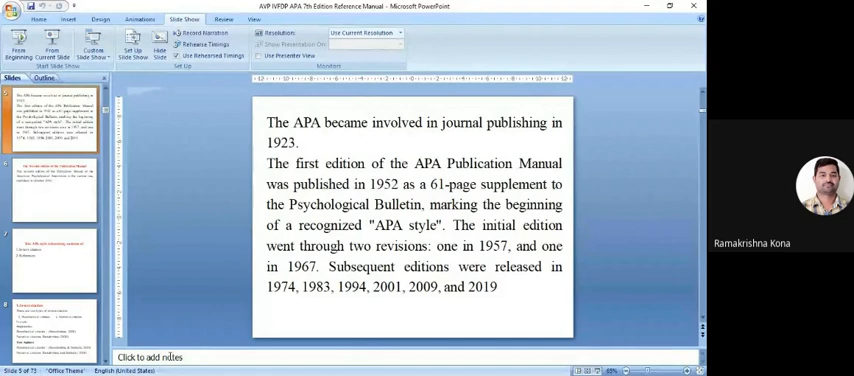 AVP IVFDP APA 7th Edition Reference Manual - Microsoft PowerPoint
Home Insert Design Animations Slide Show Review View
From Beginning
From Current Slide
Custom Slide Show
Start Slide Show
Set Up Slide Show
Hide Slide
Record Narration
Rehearse Timings
Use Rehearsed Timings
Set Up
Resolution: Use Current Resolution
Show Presentation On:
Use Presenter View
Monitors
Slides Outline
5
6
7
8
The APA became involved in journal publishing in
1923.
The first edition of the APA Publication Manual
was published in 1952 as a 61-page supplement to
the Psychological Bulletin, marking the beginning
of a recognized "APA style". The initial edition
went through two revisions: one in 1957, and one
in 1967. Subsequent editions were released in
1974, 1983, 1994, 2001, 2009, and 2019
Click to add notes
Slide 5 of 73 "Office Theme" English (United States) 69%
Ramakrishna Kona